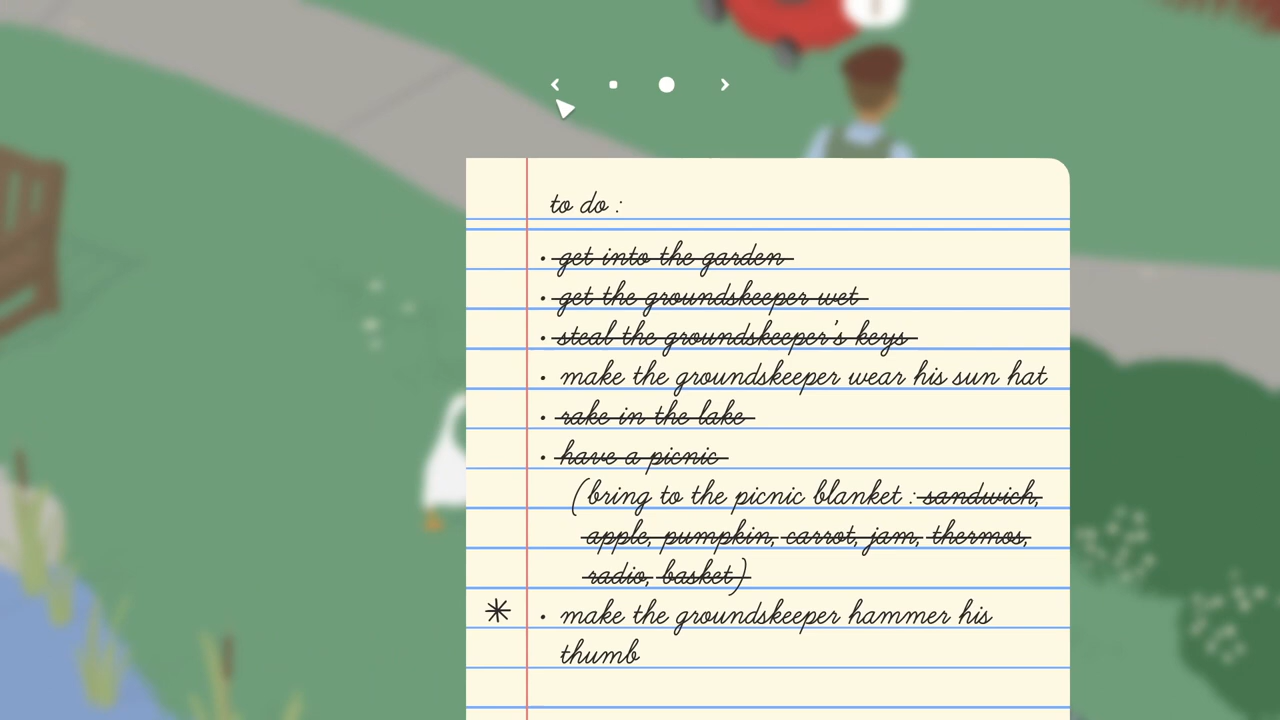 to do :
• get into the garden
• get the groundskeeper wet
• steal the groundskeeper's keys
• make the groundskeeper wear his sun hat
• rake in the lake
• have a picnic
(bring to the picnic blanket : sandwich,
apple, pumpkin, carrot, jam, thermos,
radio, basket)
• make the groundskeeper hammer his
thumb